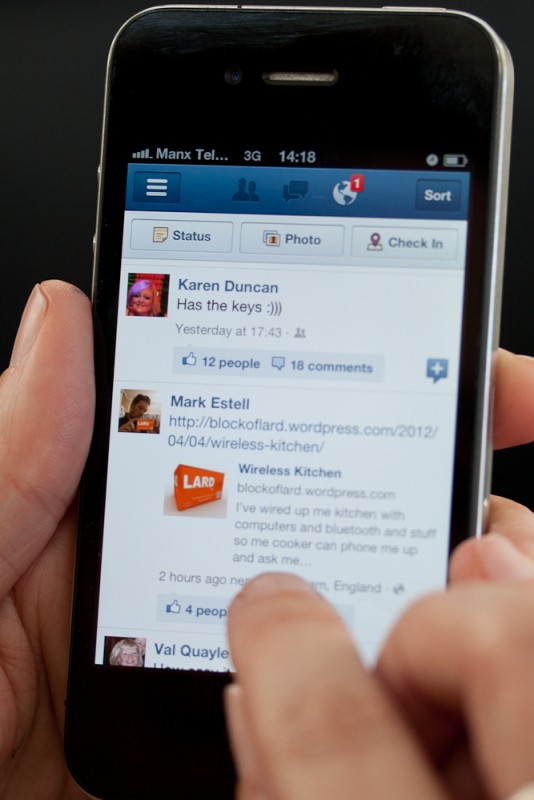 Manx Tel... 3G 14:18
1
Sort
Status Photo Check In
Karen Duncan
Has the keys :)))
Yesterday at 17:43 ·
12 people 18 comments
Mark Estell
http://blockoflard.wordpress.com/2012/
04/04/wireless-kitchen/
LARD
LARD
Wireless Kitchen
blockoflard.wordpress.com
I've wired up me kitchen with
computers and bluetooth and stuff
so me cooker can phone me up
and ask me...
2 hours ago England ·
4
Val Quayle